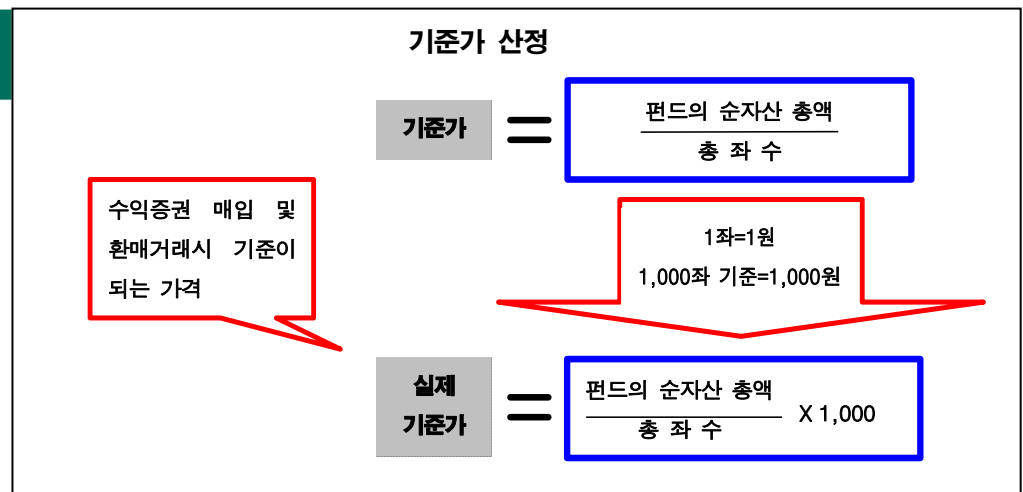 기준가 산정
기준가
=
펀드의 순자산 총액
총 좌 수
수익증권 매입 및
환매거래시 기준이
되는 가격
1좌=1원
1,000좌 기준=1,000원
실제
기준가
=
펀드의 순자산 총액
총 좌 수
X 1,000